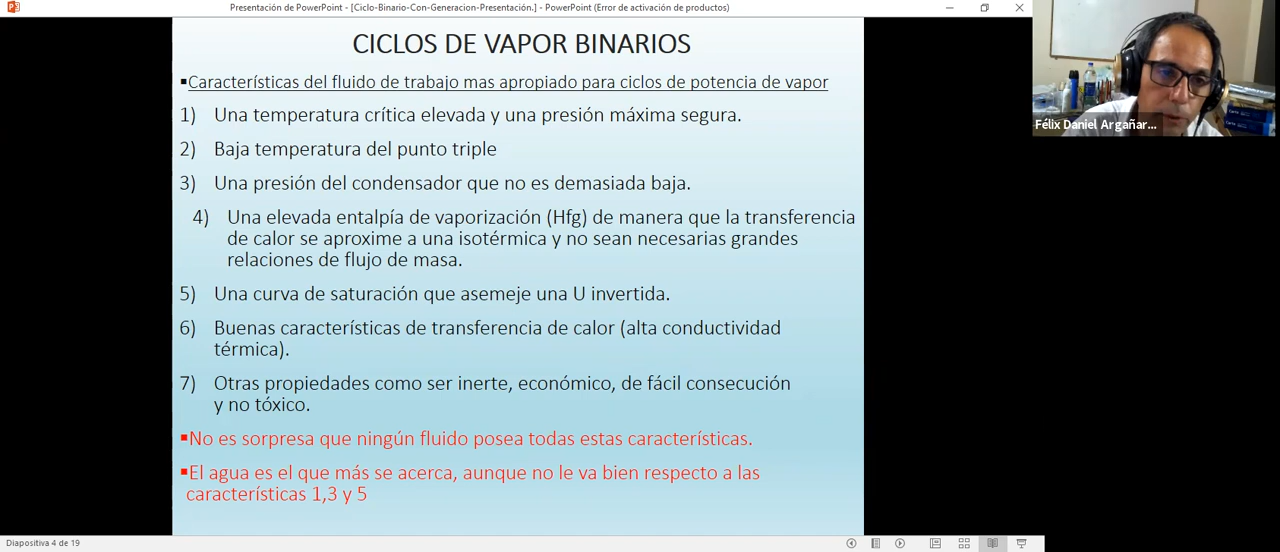 Presentación de PowerPoint - [Ciclo-Binario-Con-Generacion-Presentación.] - PowerPoint (Error de activación de productos)
CICLOS DE VAPOR BINARIOS
▪Características del fluido de trabajo mas apropiado para ciclos de potencia de vapor
1) Una temperatura crítica elevada y una presión máxima segura.
2) Baja temperatura del punto triple
3) Una presión del condensador que no es demasiada baja.
4) Una elevada entalpía de vaporización (Hfg) de manera que la transferencia
de calor se aproxime a una isotérmica y no sean necesarias grandes
relaciones de flujo de masa.
5) Una curva de saturación que asemeje una U invertida.
6) Buenas características de transferencia de calor (alta conductividad
térmica).
7) Otras propiedades como ser inerte, económico, de fácil consecución
y no tóxico.
▪No es sorpresa que ningún fluido posea todas estas características.
▪El agua es el que más se acerca, aunque no le va bien respecto a las
características 1,3 y 5
Félix Daniel Argañar...
Diapositiva 4 de 19